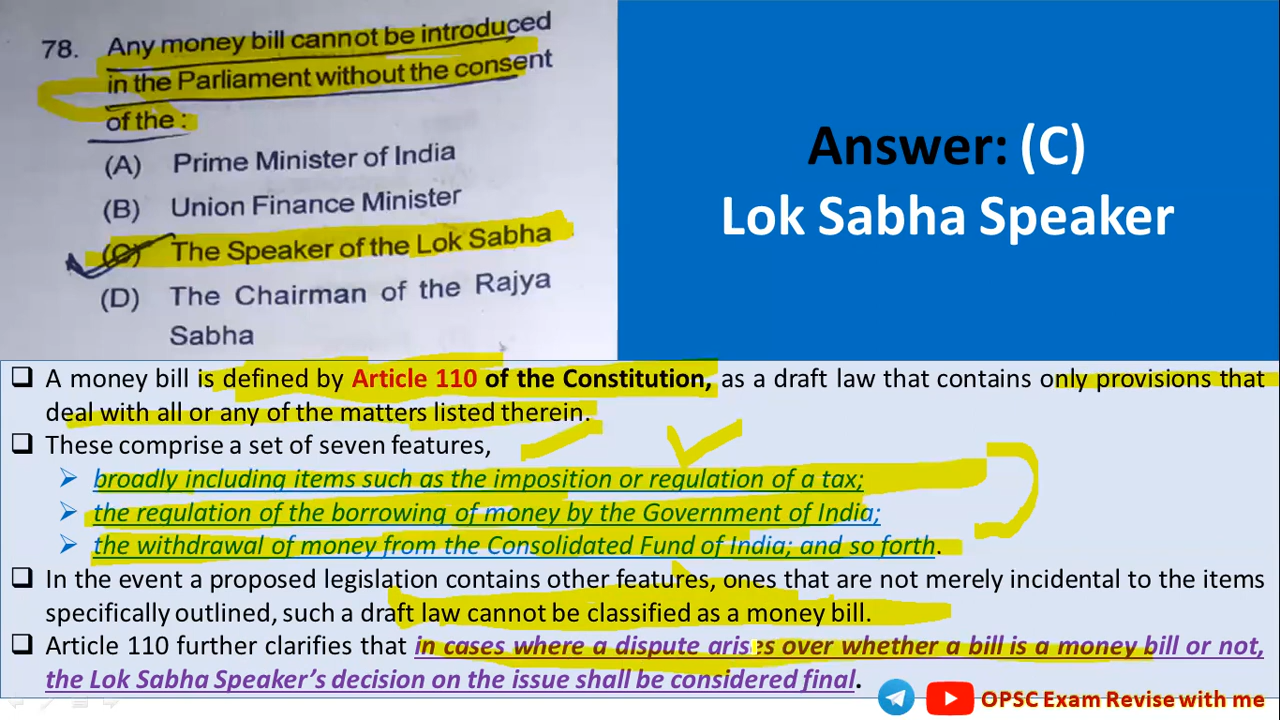 78. Any money bill cannot be introduced
in the Parliament without the consent
of the :
(A) Prime Minister of India
(B) Union Finance Minister
(C) The Speaker of the Lok Sabha
(D) The Chairman of the Rajya
Sabha
Answer: (C)
Lok Sabha Speaker
A money bill is defined by Article 110 of the Constitution, as a draft law that contains only provisions that
deal with all or any of the matters listed therein.
These comprise a set of seven features,
broadly including items such as the imposition or regulation of a tax;
the regulation of the borrowing of money by the Government of India;
the withdrawal of money from the Consolidated Fund of India; and so forth.
In the event a proposed legislation contains other features, ones that are not merely incidental to the items
specifically outlined, such a draft law cannot be classified as a money bill.
Article 110 further clarifies that in cases where a dispute arises over whether a bill is a money bill or not,
the Lok Sabha Speaker's decision on the issue shall be considered final.
OPSC Exam Revise with me